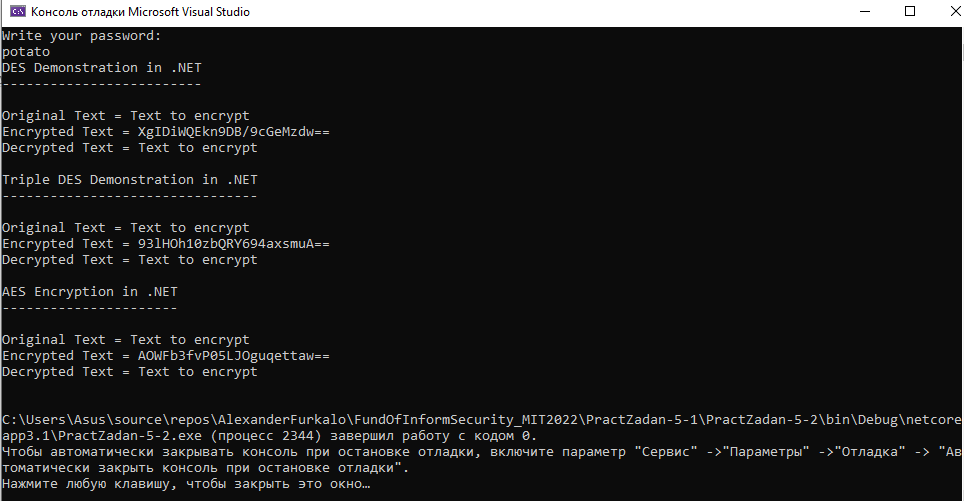 Консоль отладки Microsoft Visual Studio
Write your password:
potato
DES Demonstration in .NET
-------------------------
Original Text = Text to encrypt
Encrypted Text = XgIDiWQEkn9DB/9cGeMzdw==
Decrypted Text = Text to encrypt
Triple DES Demonstration in .NET
--------------------------------
Original Text = Text to encrypt
Encrypted Text = 93lHOh10zbQRY694axsmuA==
Decrypted Text = Text to encrypt
AES Encryption in .NET
----------------------
Original Text = Text to encrypt
Encrypted Text = AOWFb3fvP05LJOguqettaw==
Decrypted Text = Text to encrypt
C:\Users\Asus\source\repos\AlexanderFurkalo\FundOfInformSecurity_MIT2022\PractZadan-5-1\PractZadan-5-2\bin\Debug\netcore
app3.1\PractZadan-5-2.exe (процесс 2344) завершил работу с кодом 0.
Чтобы автоматически закрывать консоль при остановке отладки, включите параметр "Сервис" ->"Параметры" ->"Отладка" -> "Ав
томатически закрыть консоль при остановке отладки".
Нажмите любую клавишу, чтобы закрыть это окно…